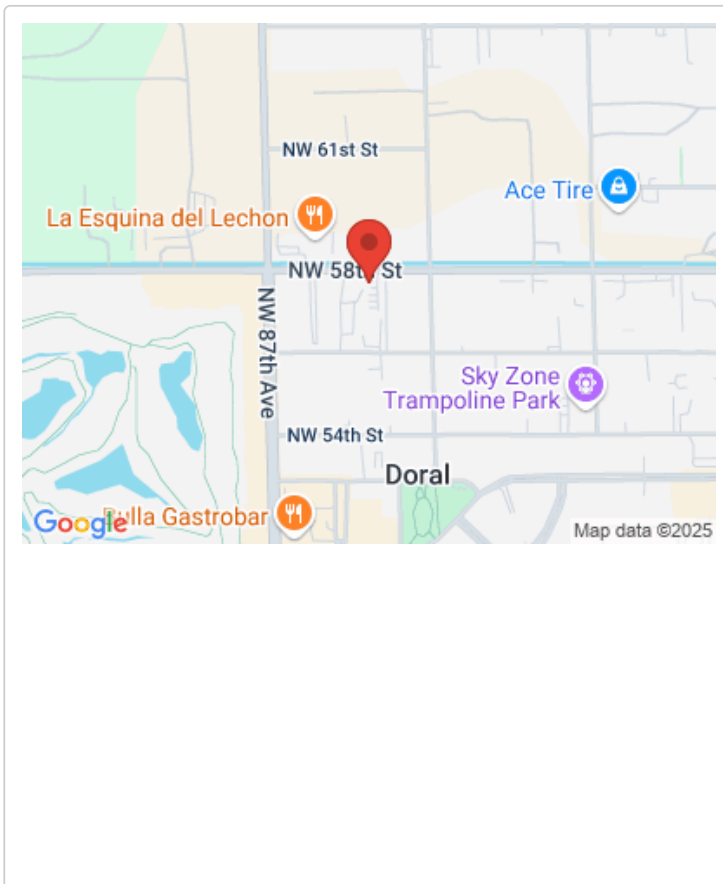 NW 61st St
Ace Tire
La Esquina del Lechon
NW 58th St
NW 87th Ave
Sky Zone
Trampoline Park
NW 54th St
Doral
Bulla Gastrobar
Google
Map data ©2025